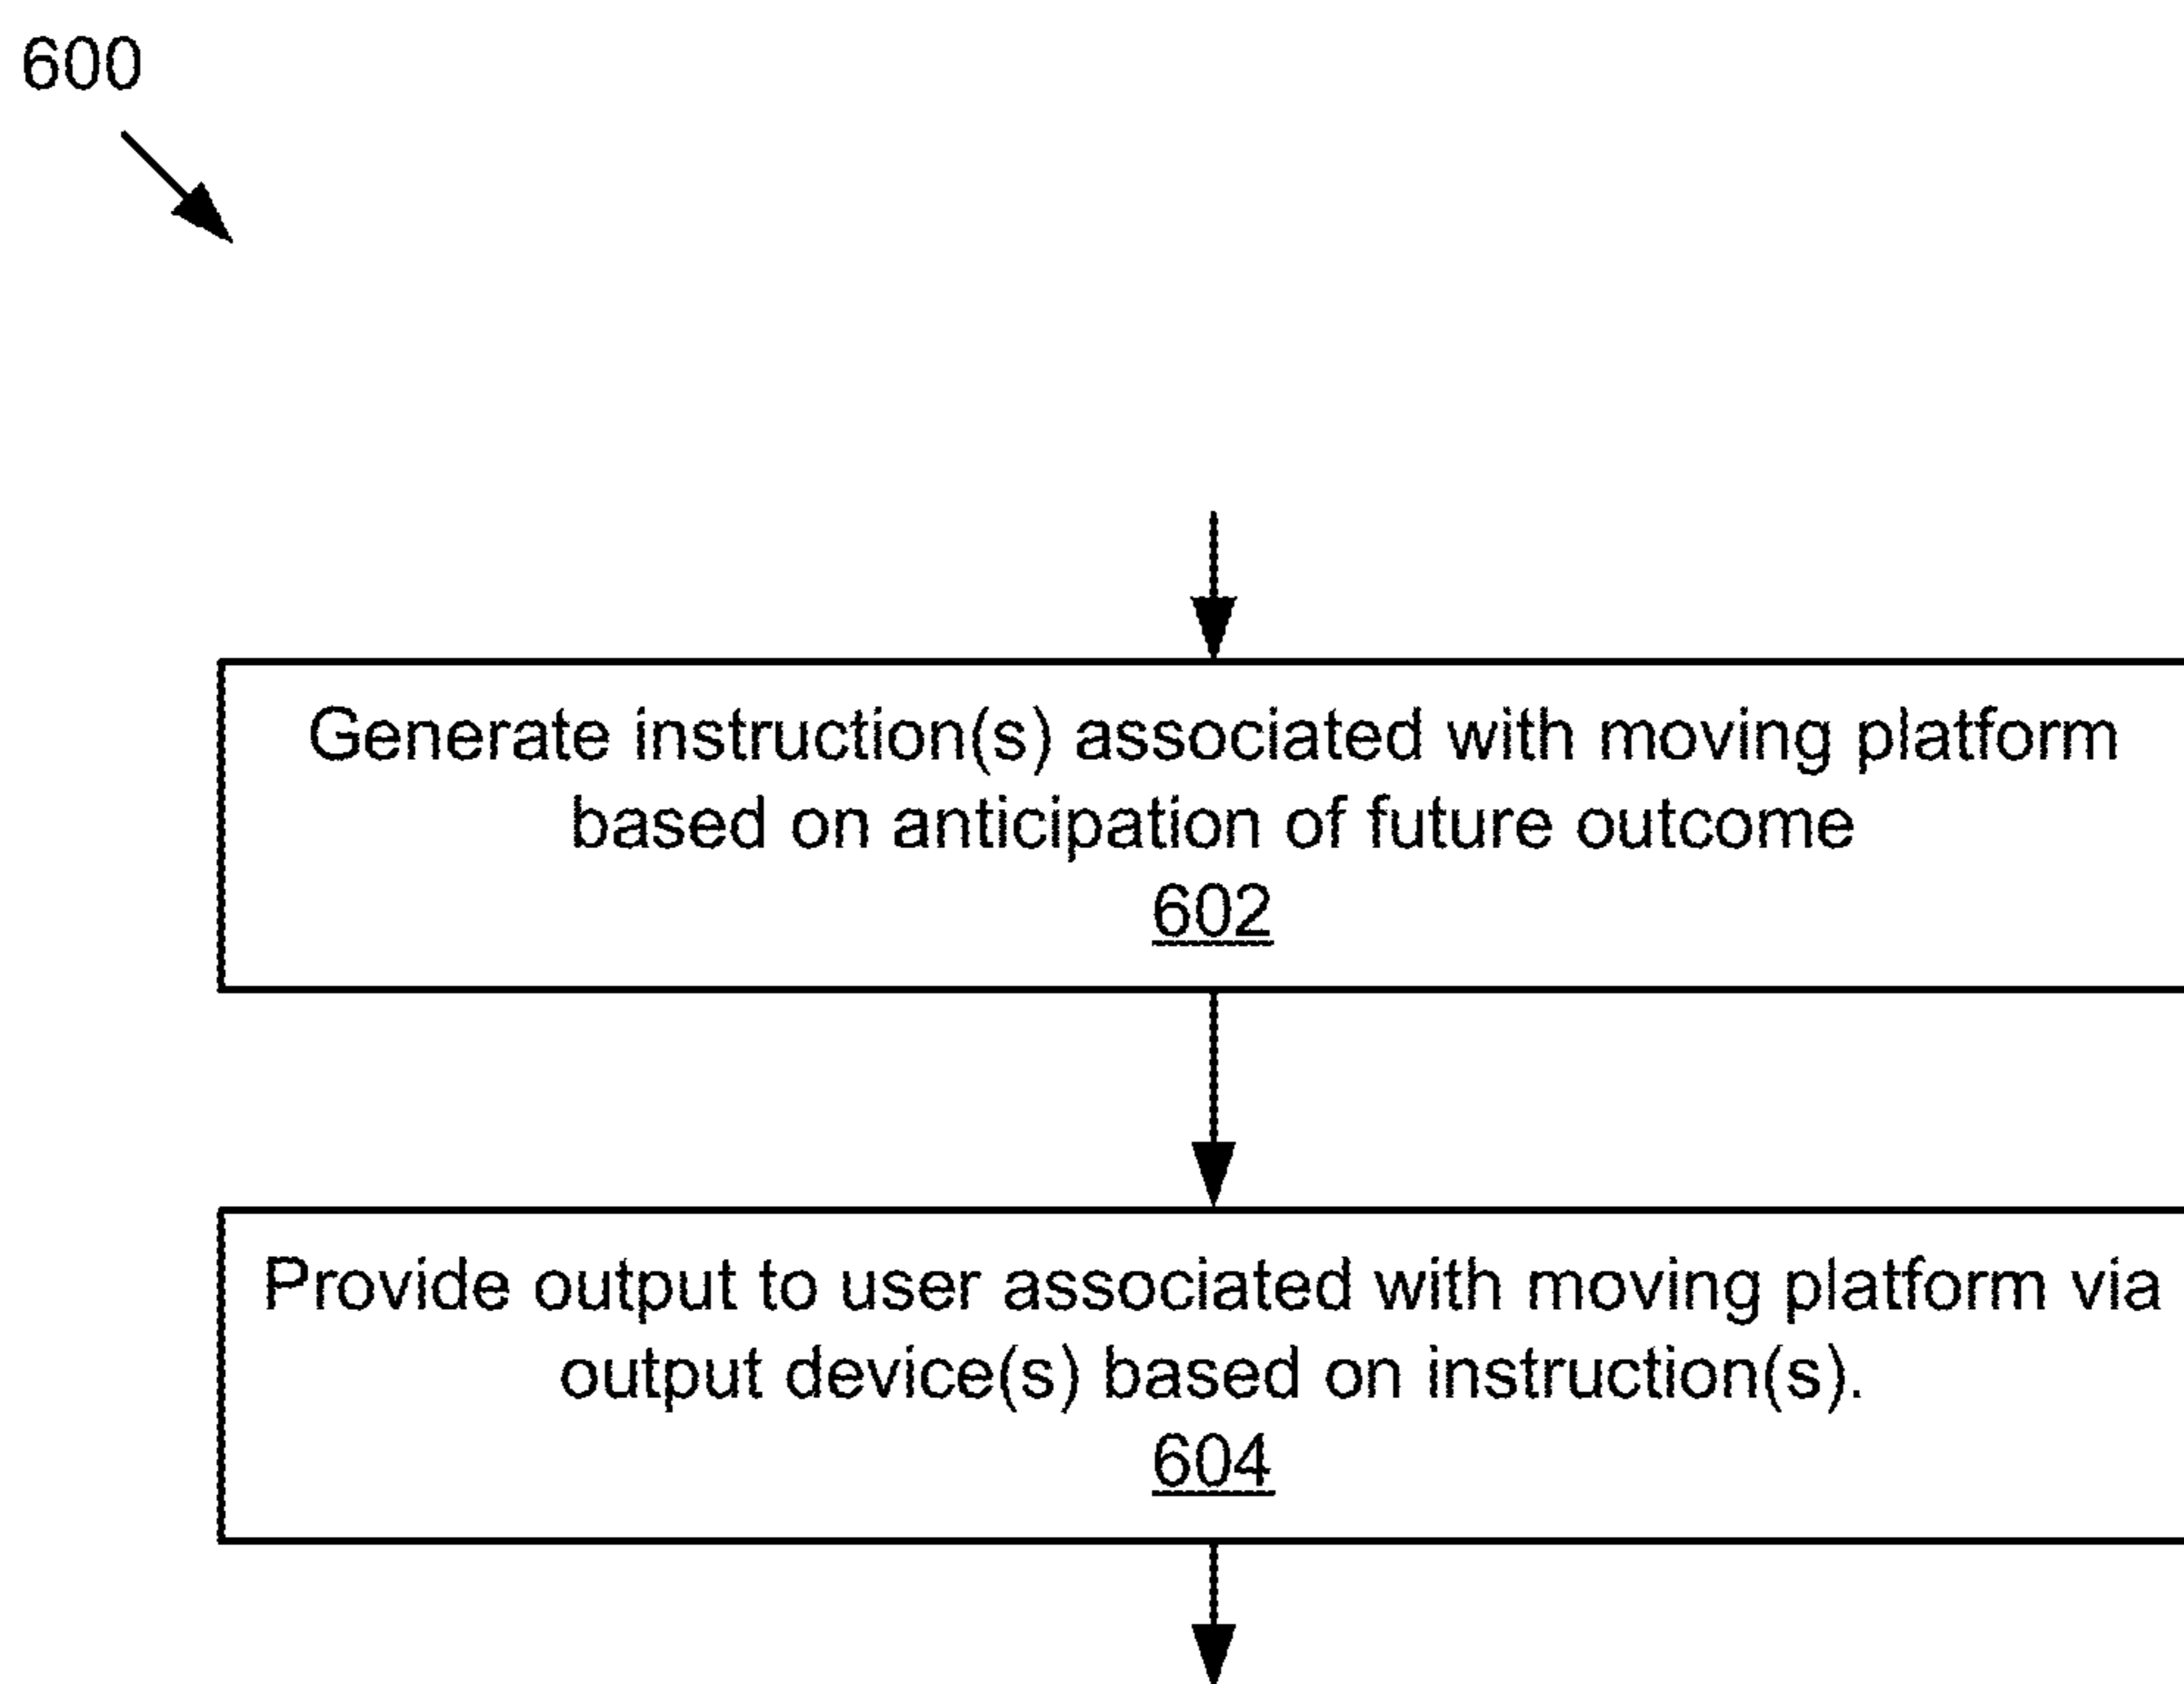 600
Generate instruction(s) associated with moving platform
based on anticipation of future outcome
602
Provide output to user associated with moving platform via
output device(s) based on instruction(s).
604